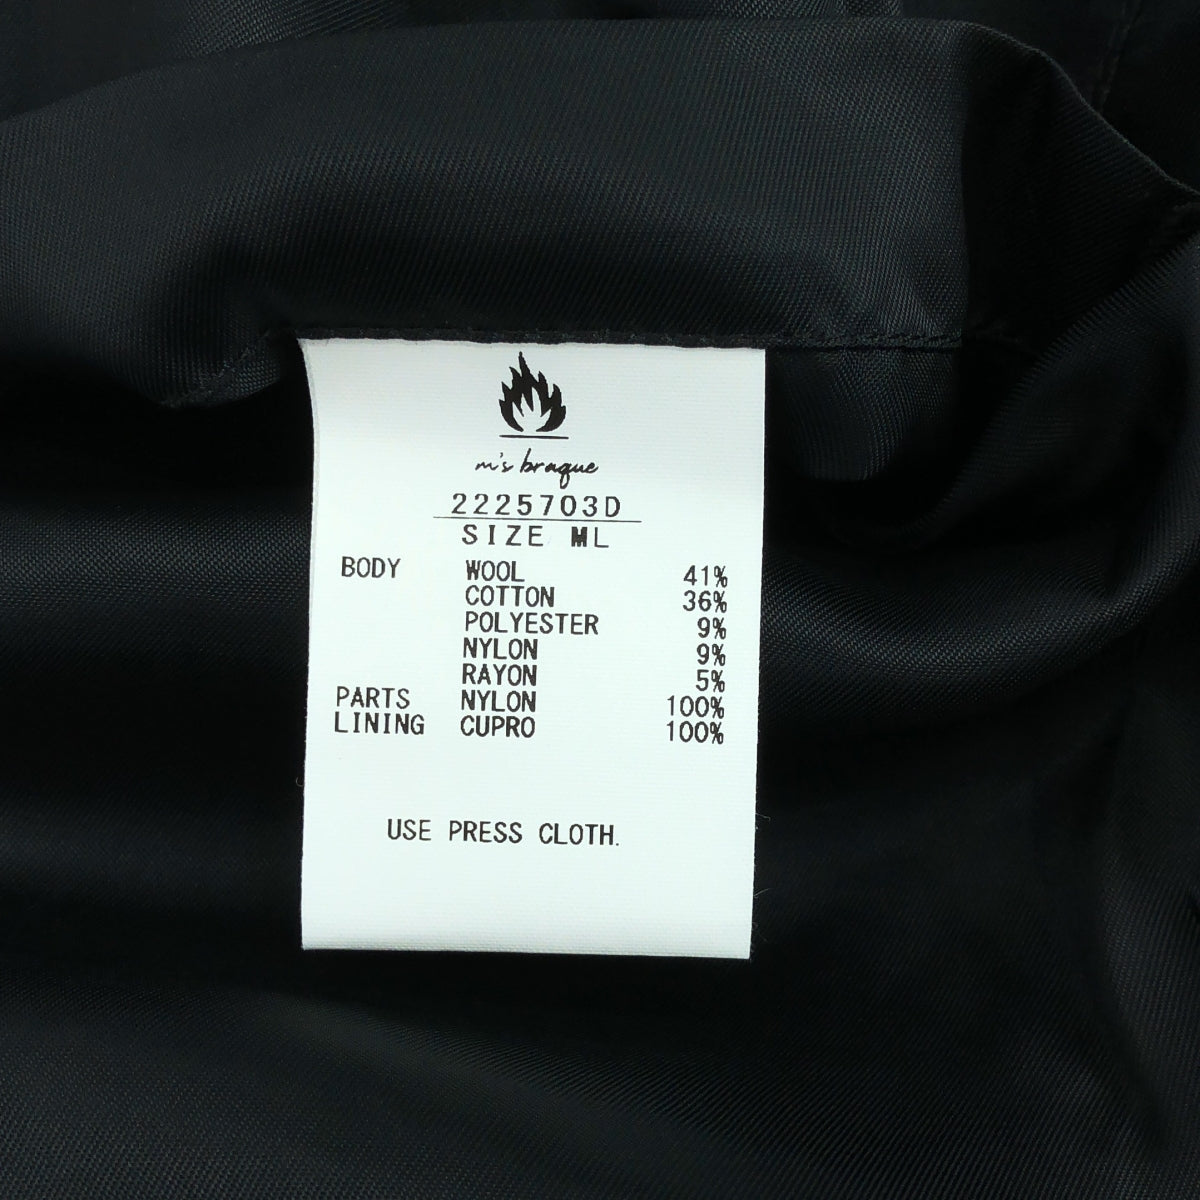 m's braque
2225703D
SIZE ML
BODY WOOL 41%
COTTON 36%
POLYESTER 9%
NYLON 9%
RAYON 5%
PARTS NYLON 100%
LINING CUPRO 100%
USE PRESS CLOTH.